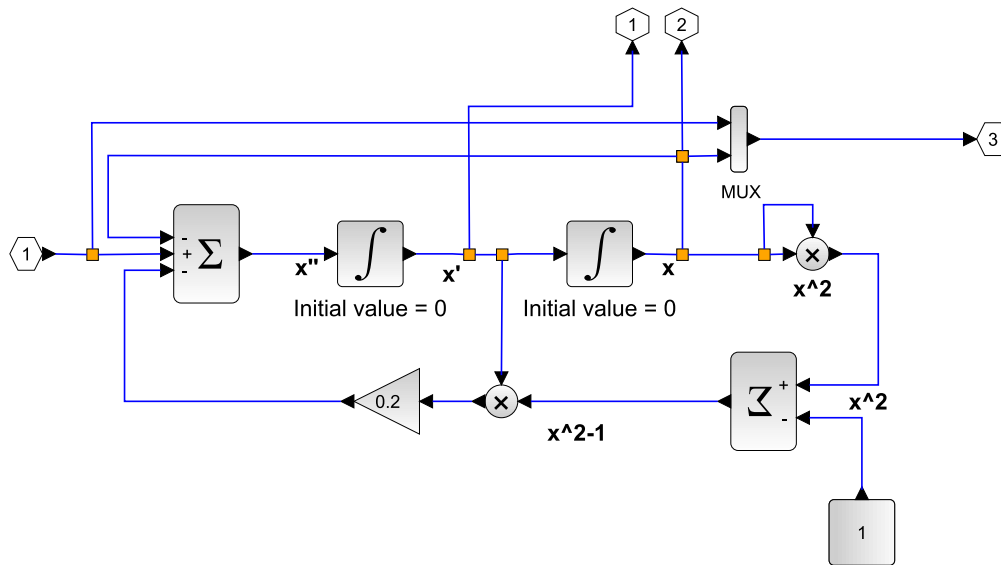 1
2
3
MUX
-
+
-
Σ
1
x"
∫
x'
∫
x
×
x^2
Initial value = 0
Initial value = 0
0.2
×
x^2-1
Σ
+
-
x^2
1